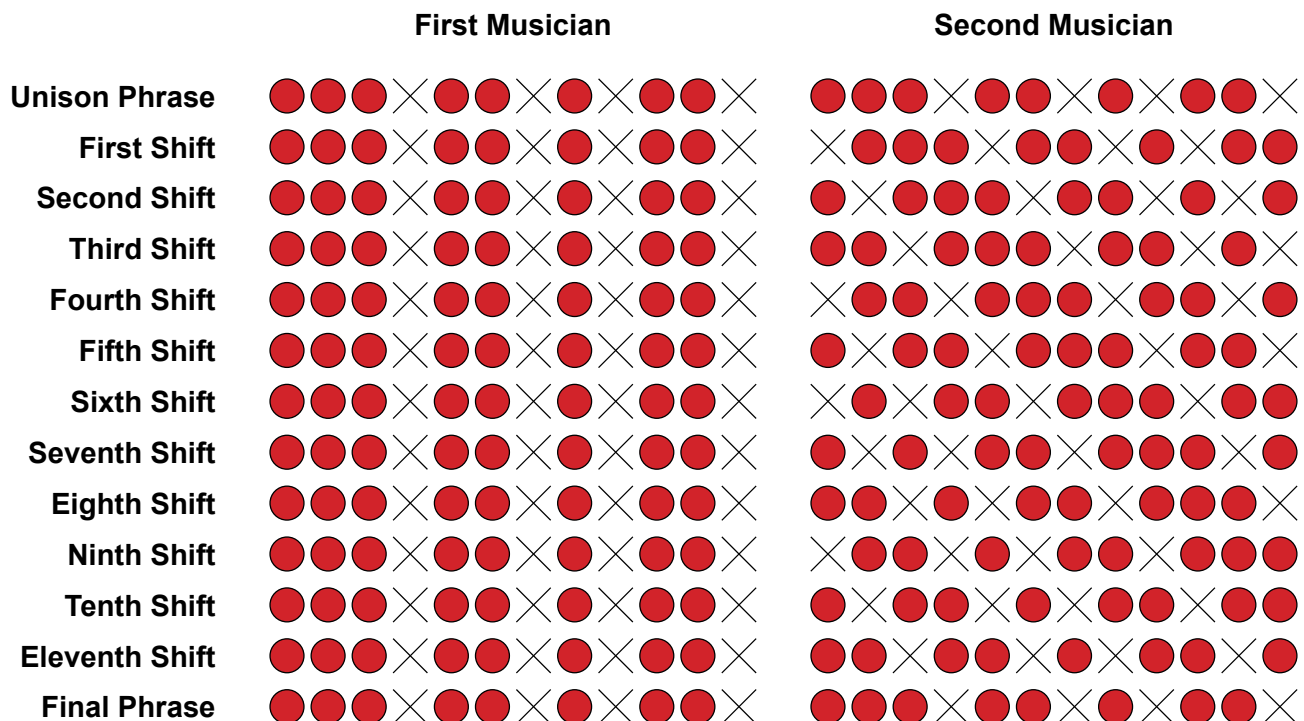 First Musician Second Musician
Unison Phrase
First Shift
Second Shift
Third Shift
Fourth Shift
Fifth Shift
Sixth Shift
Seventh Shift
Eighth Shift
Ninth Shift
Tenth Shift
Eleventh Shift
Final Phrase